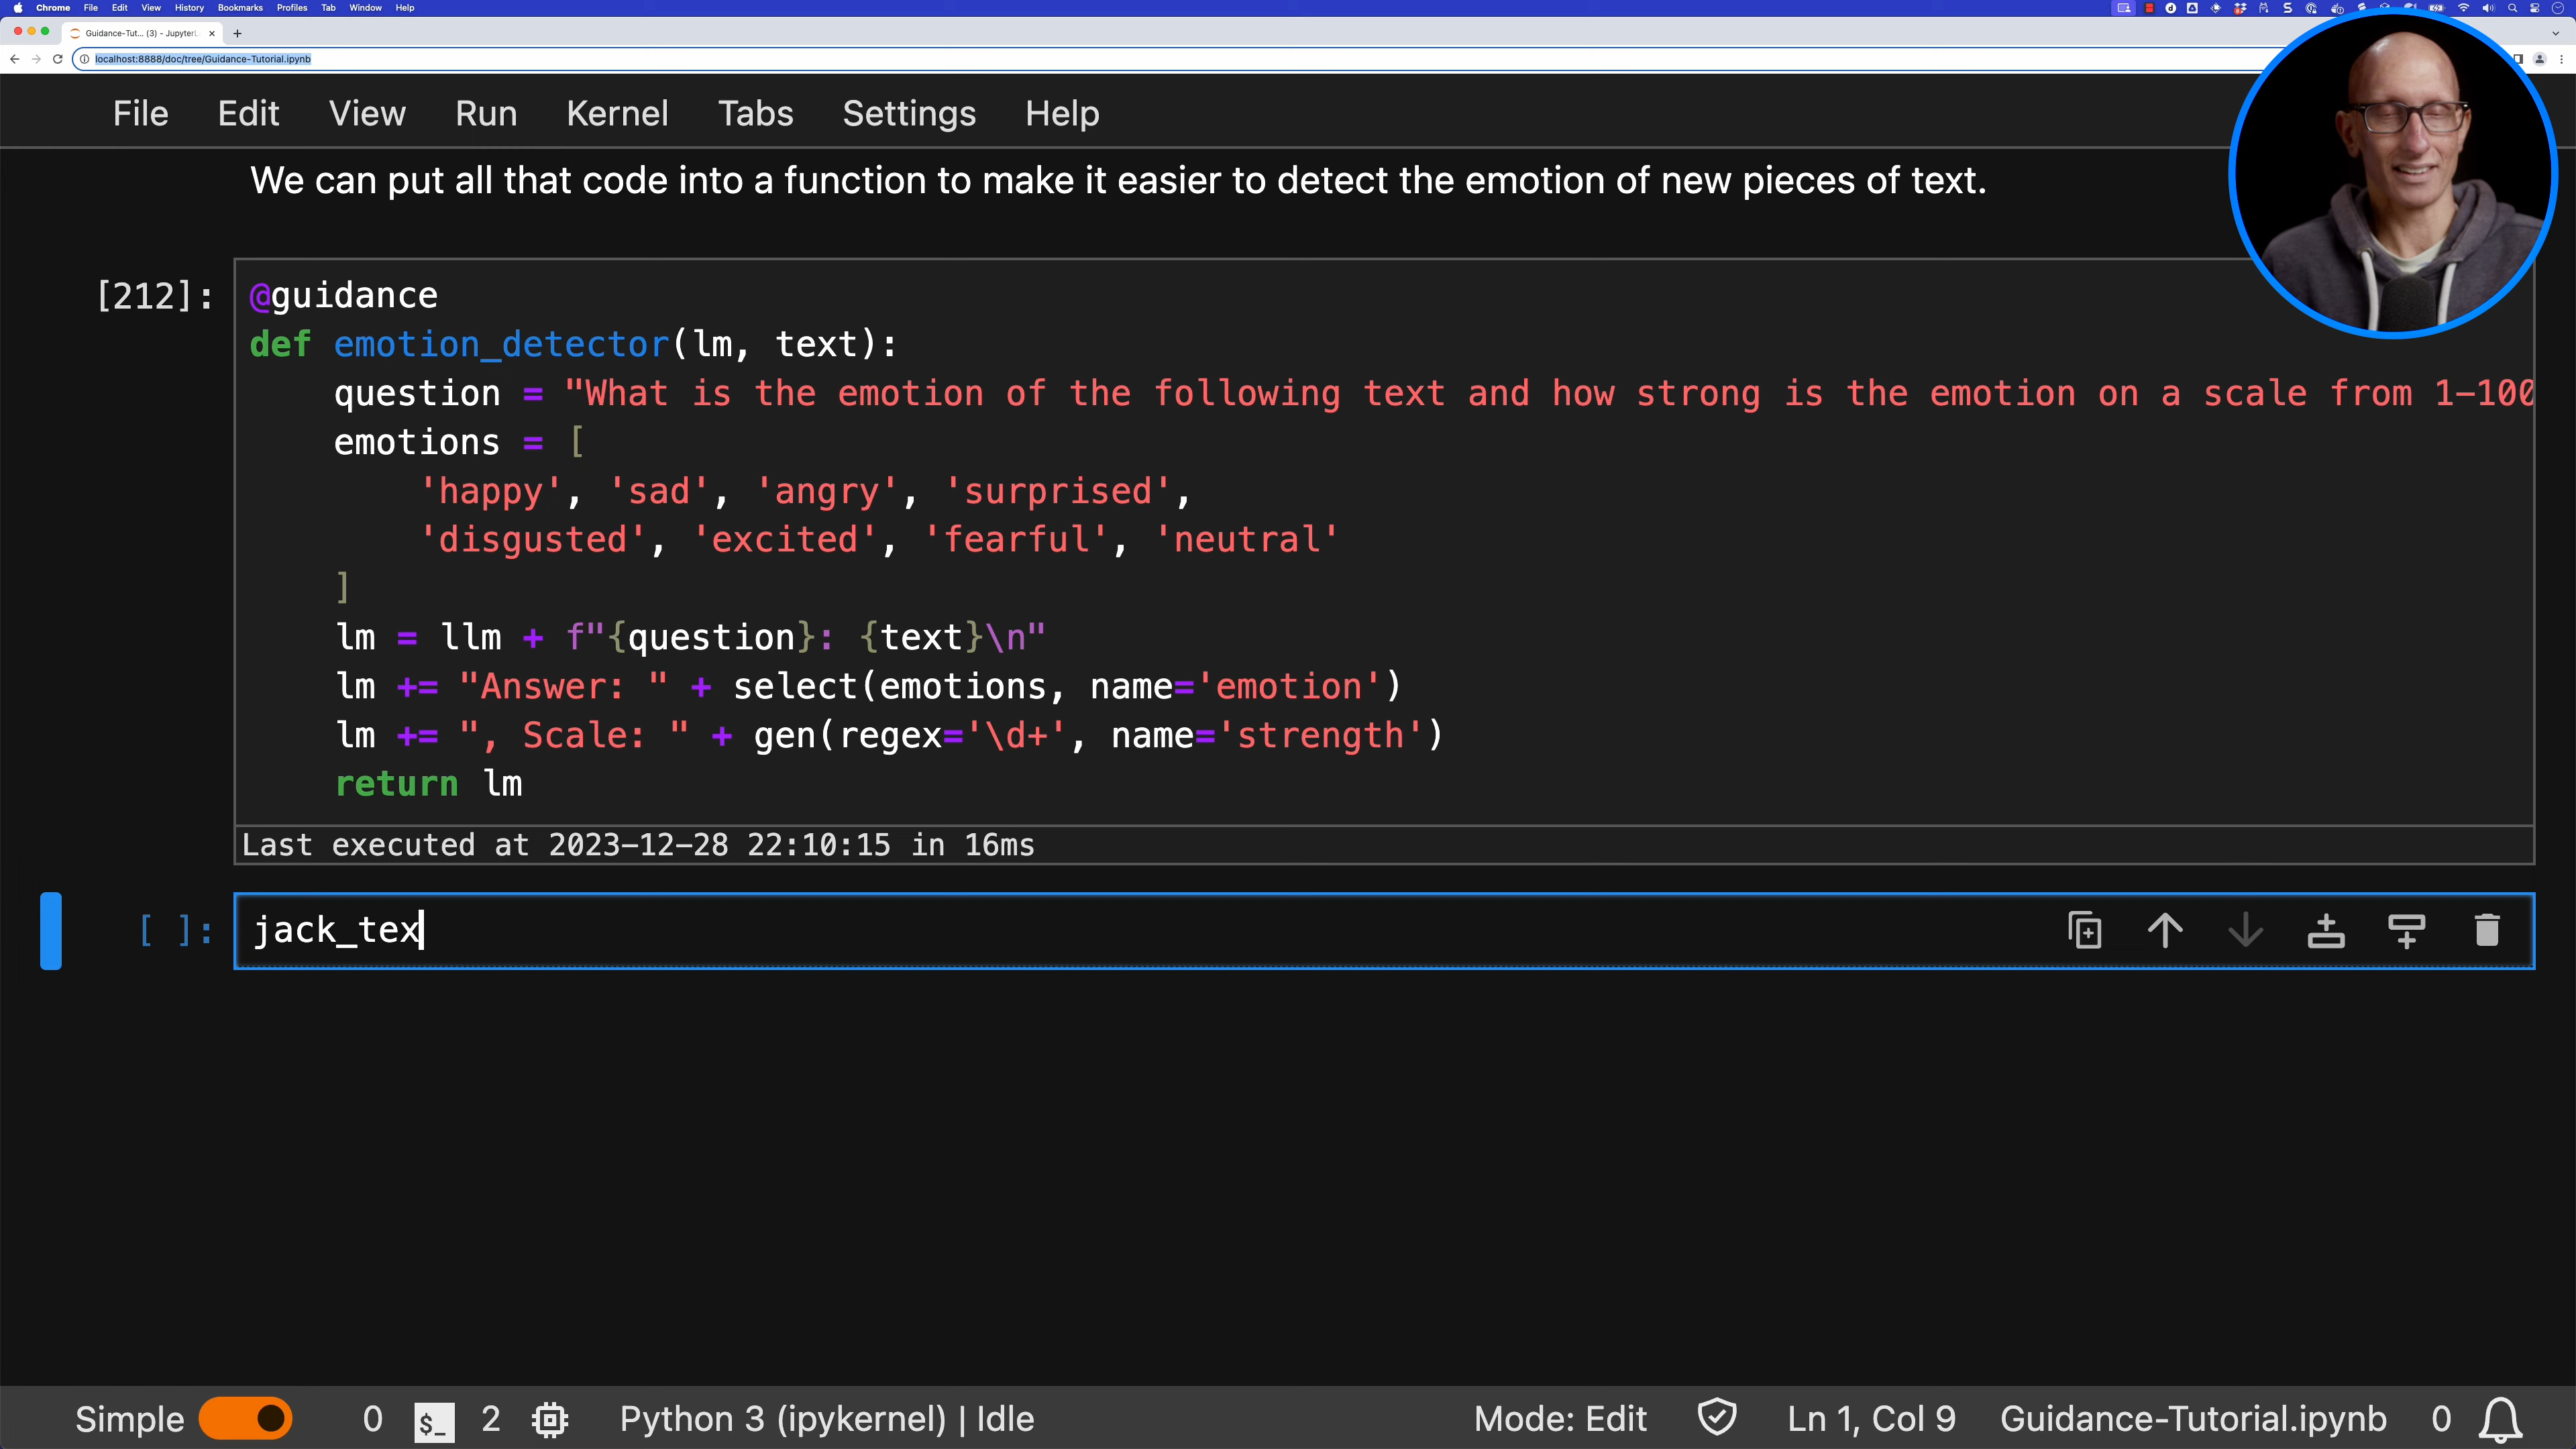 Chrome File Edit View History Bookmarks Profiles Tab Window Help
Guidance-Tut... (3) - JupyterL
localhost:8888/doc/tree/Guidance-Tutorial.ipynb
File Edit View Run Kernel Tabs Settings Help
We can put all that code into a function to make it easier to detect the emotion of new pieces of text.
[212]: @guidance
def emotion_detector(lm, text):
question = "What is the emotion of the following text and how strong is the emotion on a scale from 1-100
emotions = [
'happy', 'sad', 'angry', 'surprised',
'disgusted', 'excited', 'fearful', 'neutral'
]
lm = llm + f"{question}: {text}\n"
lm += "Answer: " + select(emotions, name='emotion')
lm += ", Scale: " + gen(regex='\d+', name='strength')
return lm
Last executed at 2023-12-28 22:10:15 in 16ms
[ ]: jack_tex
Simple 0 $_ 2 Python 3 (ipykernel) | Idle Mode: Edit Ln 1, Col 9 Guidance-Tutorial.ipynb 0